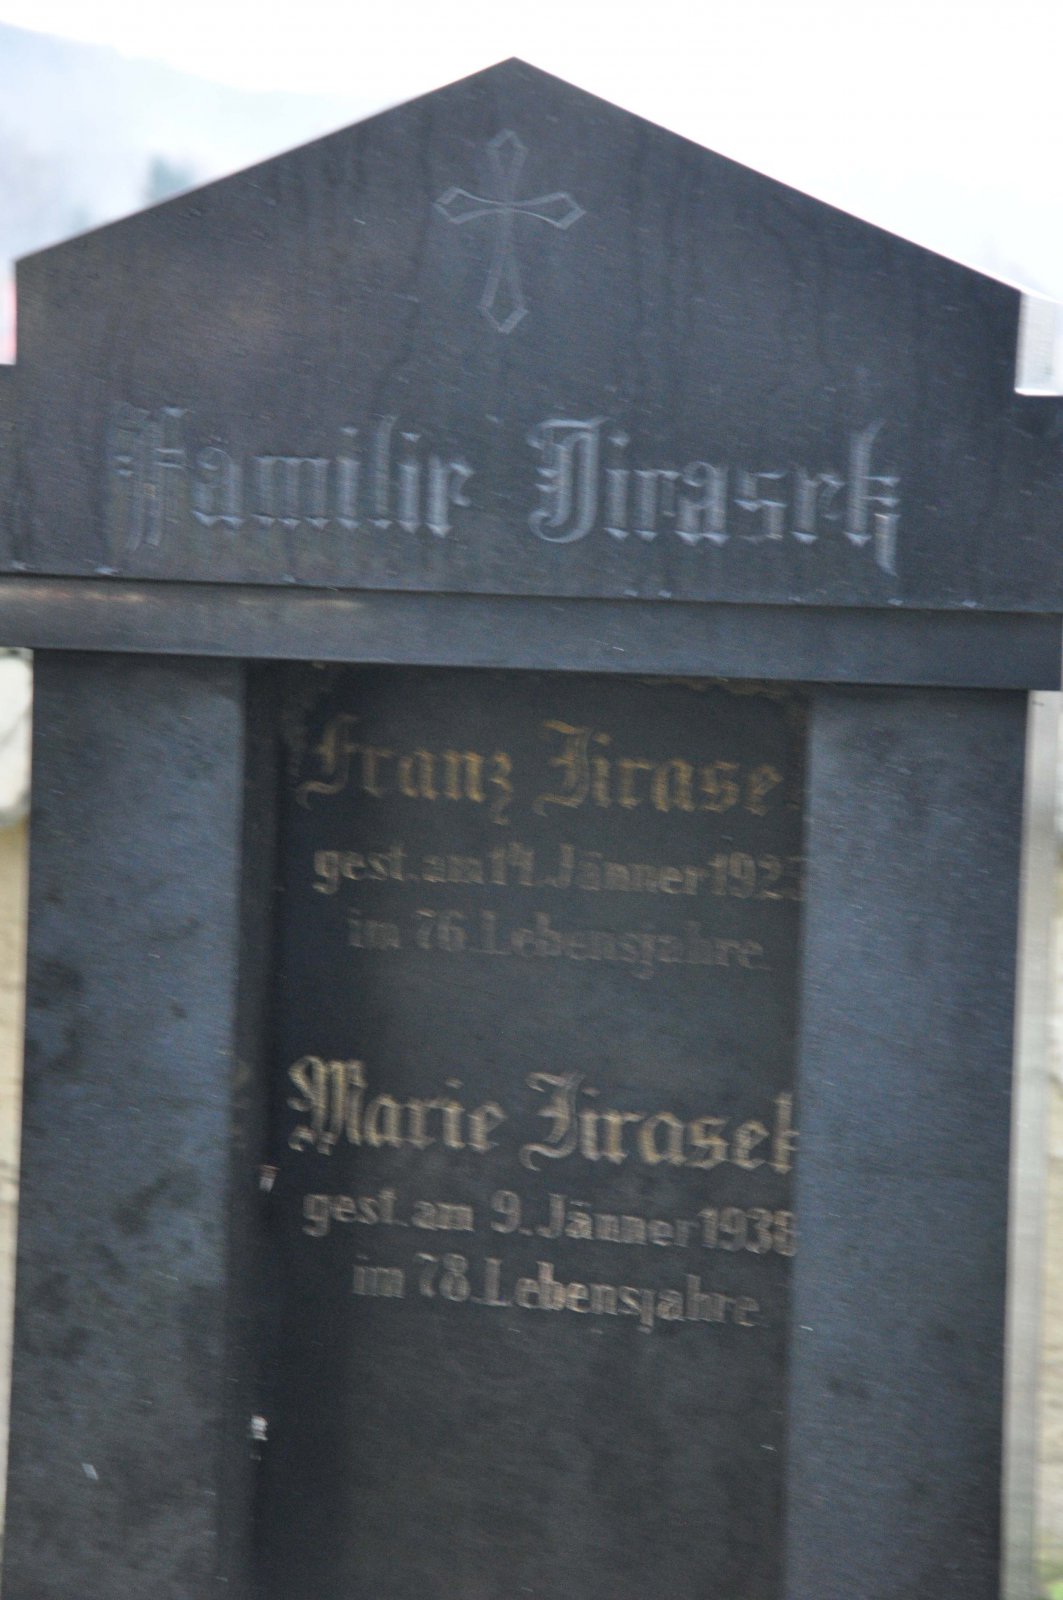 Familie Jirasek
Franz Jirase
gest. am 14. Jänner
im 76. Lebensjahre.
Marie Jirasek
gest. am 9. Jänner 1938
im 78. Lebensjahre.